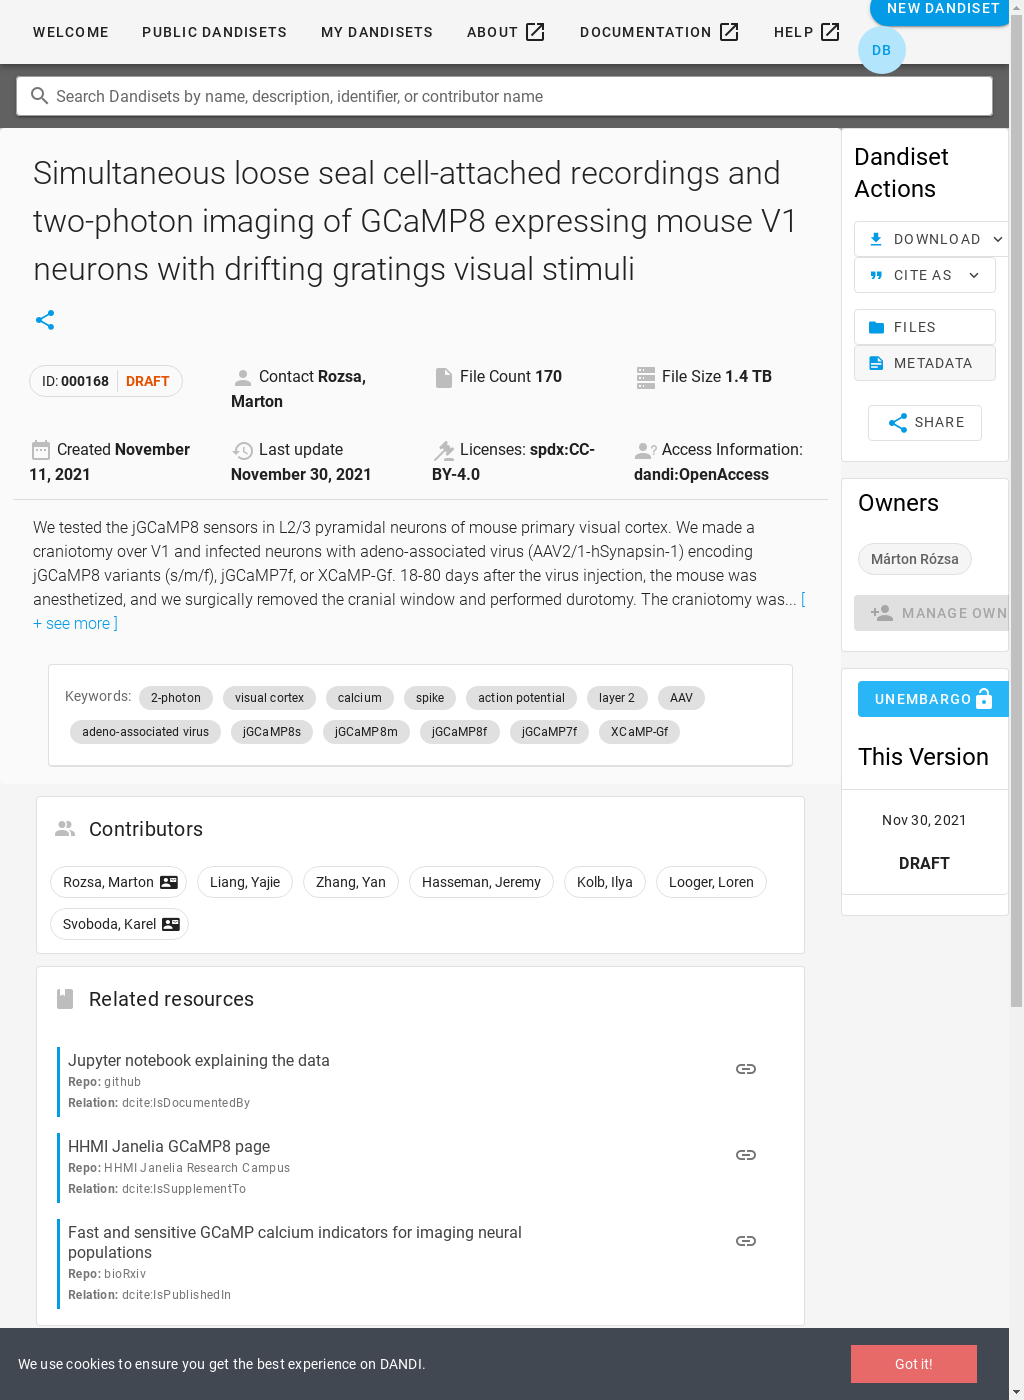 WELCOME PUBLIC DANDISETS MY DANDISETS ABOUT DOCUMENTATION HELP NEW DANDISET
DB
Search Dandisets by name, description, identifier, or contributor name
Simultaneous loose seal cell-attached recordings and
two-photon imaging of GCaMP8 expressing mouse V1
neurons with drifting gratings visual stimuli
ID: 000168 DRAFT
Contact Rozsa,
Marton
File Count 170
File Size 1.4 TB
Created November
11, 2021
Last update
November 30, 2021
Licenses: spdx:CC-
BY-4.0
Access Information:
dandi:OpenAccess
We tested the jGCaMP8 sensors in L2/3 pyramidal neurons of mouse primary visual cortex. We made a
craniotomy over V1 and infected neurons with adeno-associated virus (AAV2/1-hSynapsin-1) encoding
jGCaMP8 variants (s/m/f), jGCaMP7f, or XCaMP-Gf. 18-80 days after the virus injection, the mouse was
anesthetized, and we surgically removed the cranial window and performed durotomy. The craniotomy was... [
+ see more ]
Keywords: 2-photon visual cortex calcium spike action potential layer 2 AAV
adeno-associated virus jGCaMP8s jGCaMP8m jGCaMP8f jGCaMP7f XCaMP-Gf
Contributors
Rozsa, Marton Liang, Yajie Zhang, Yan Hasseman, Jeremy Kolb, Ilya Looger, Loren
Svoboda, Karel
Related resources
Jupyter notebook explaining the data
Repo: github
Relation: dcite:IsDocumentedBy
HHMI Janelia GCaMP8 page
Repo: HHMI Janelia Research Campus
Relation: dcite:IsSupplementTo
Fast and sensitive GCaMP calcium indicators for imaging neural
populations
Repo: bioRxiv
Relation: dcite:IsPublishedIn
Dandiset
Actions
DOWNLOAD
CITE AS
FILES
METADATA
SHARE
Owners
Márton Rózsa
MANAGE OWN
UNEMBARGO
This Version
Nov 30, 2021
DRAFT
We use cookies to ensure you get the best experience on DANDI.
Got it!